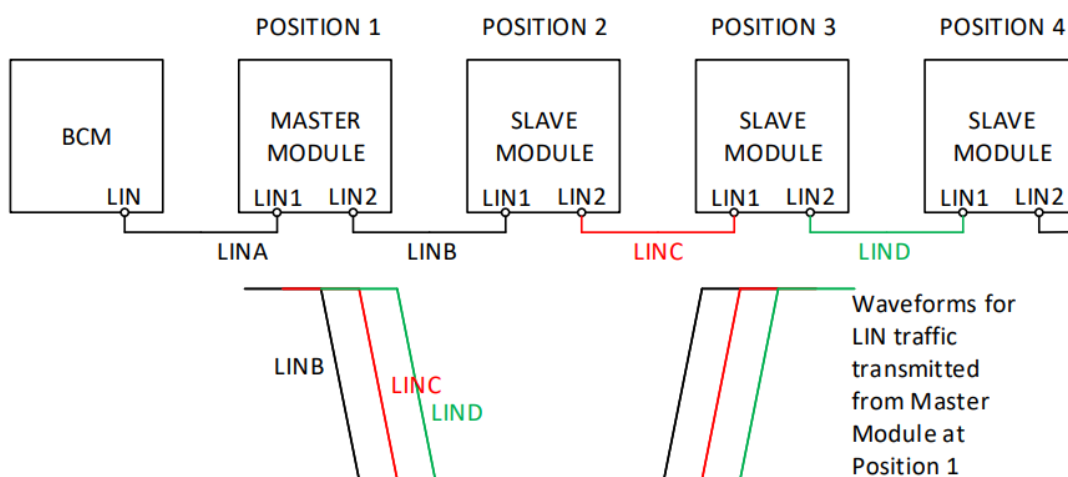 POSITION 1
POSITION 2
POSITION 3
POSITION 4
BCM
LIN
MASTER
MODULE
LIN1
LIN2
SLAVE
MODULE
LIN1
LIN2
SLAVE
MODULE
LIN1
LIN2
SLAVE
MODULE
LIN1
LIN2
LINA
LINB
LINC
LIND
LINB
LINC
LIND
Waveforms for
LIN traffic
transmitted
from Master
Module at
Position 1